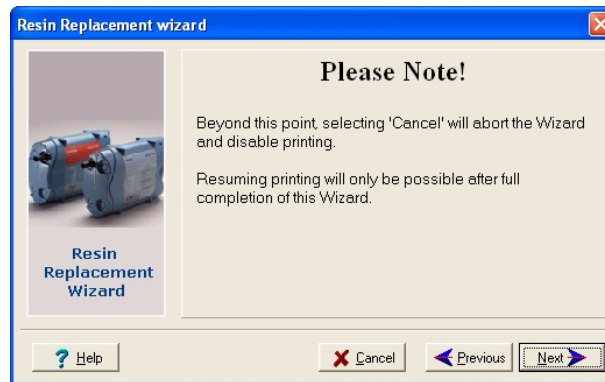 Resin Replacement wizard
Please Note!
Beyond this point, selecting 'Cancel' will abort the Wizard
and disable printing.
Resuming printing will only be possible after full
completion of this Wizard.
Resin
Replacement
Wizard
? Help
Cancel
Previous
Next